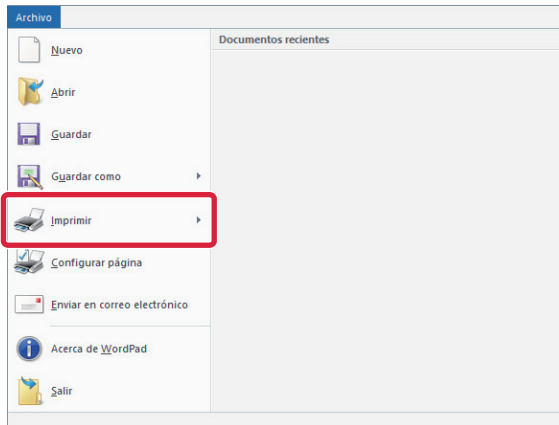 Archivo
Documentos recientes
Nuevo
Abrir
Guardar
Guardar como
Imprimir
Configurar página
Enviar en correo electrónico
Acerca de WordPad
Salir